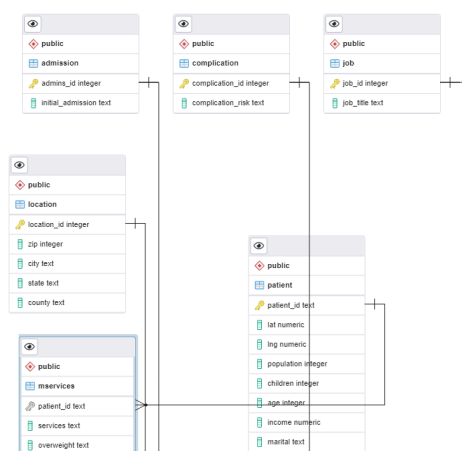 public
admission
admins_id integer
initial_admission text
public
complication
complication_id integer
complication_risk text
public
job
job_id integer
job_title text
public
location
location_id integer
zip integer
city text
state text
county text
public
patient
patient_id text
lat numeric
lng numeric
population integer
children integer
age integer
income numeric
marital text
public
mservices
patient_id text
services text
overweight text